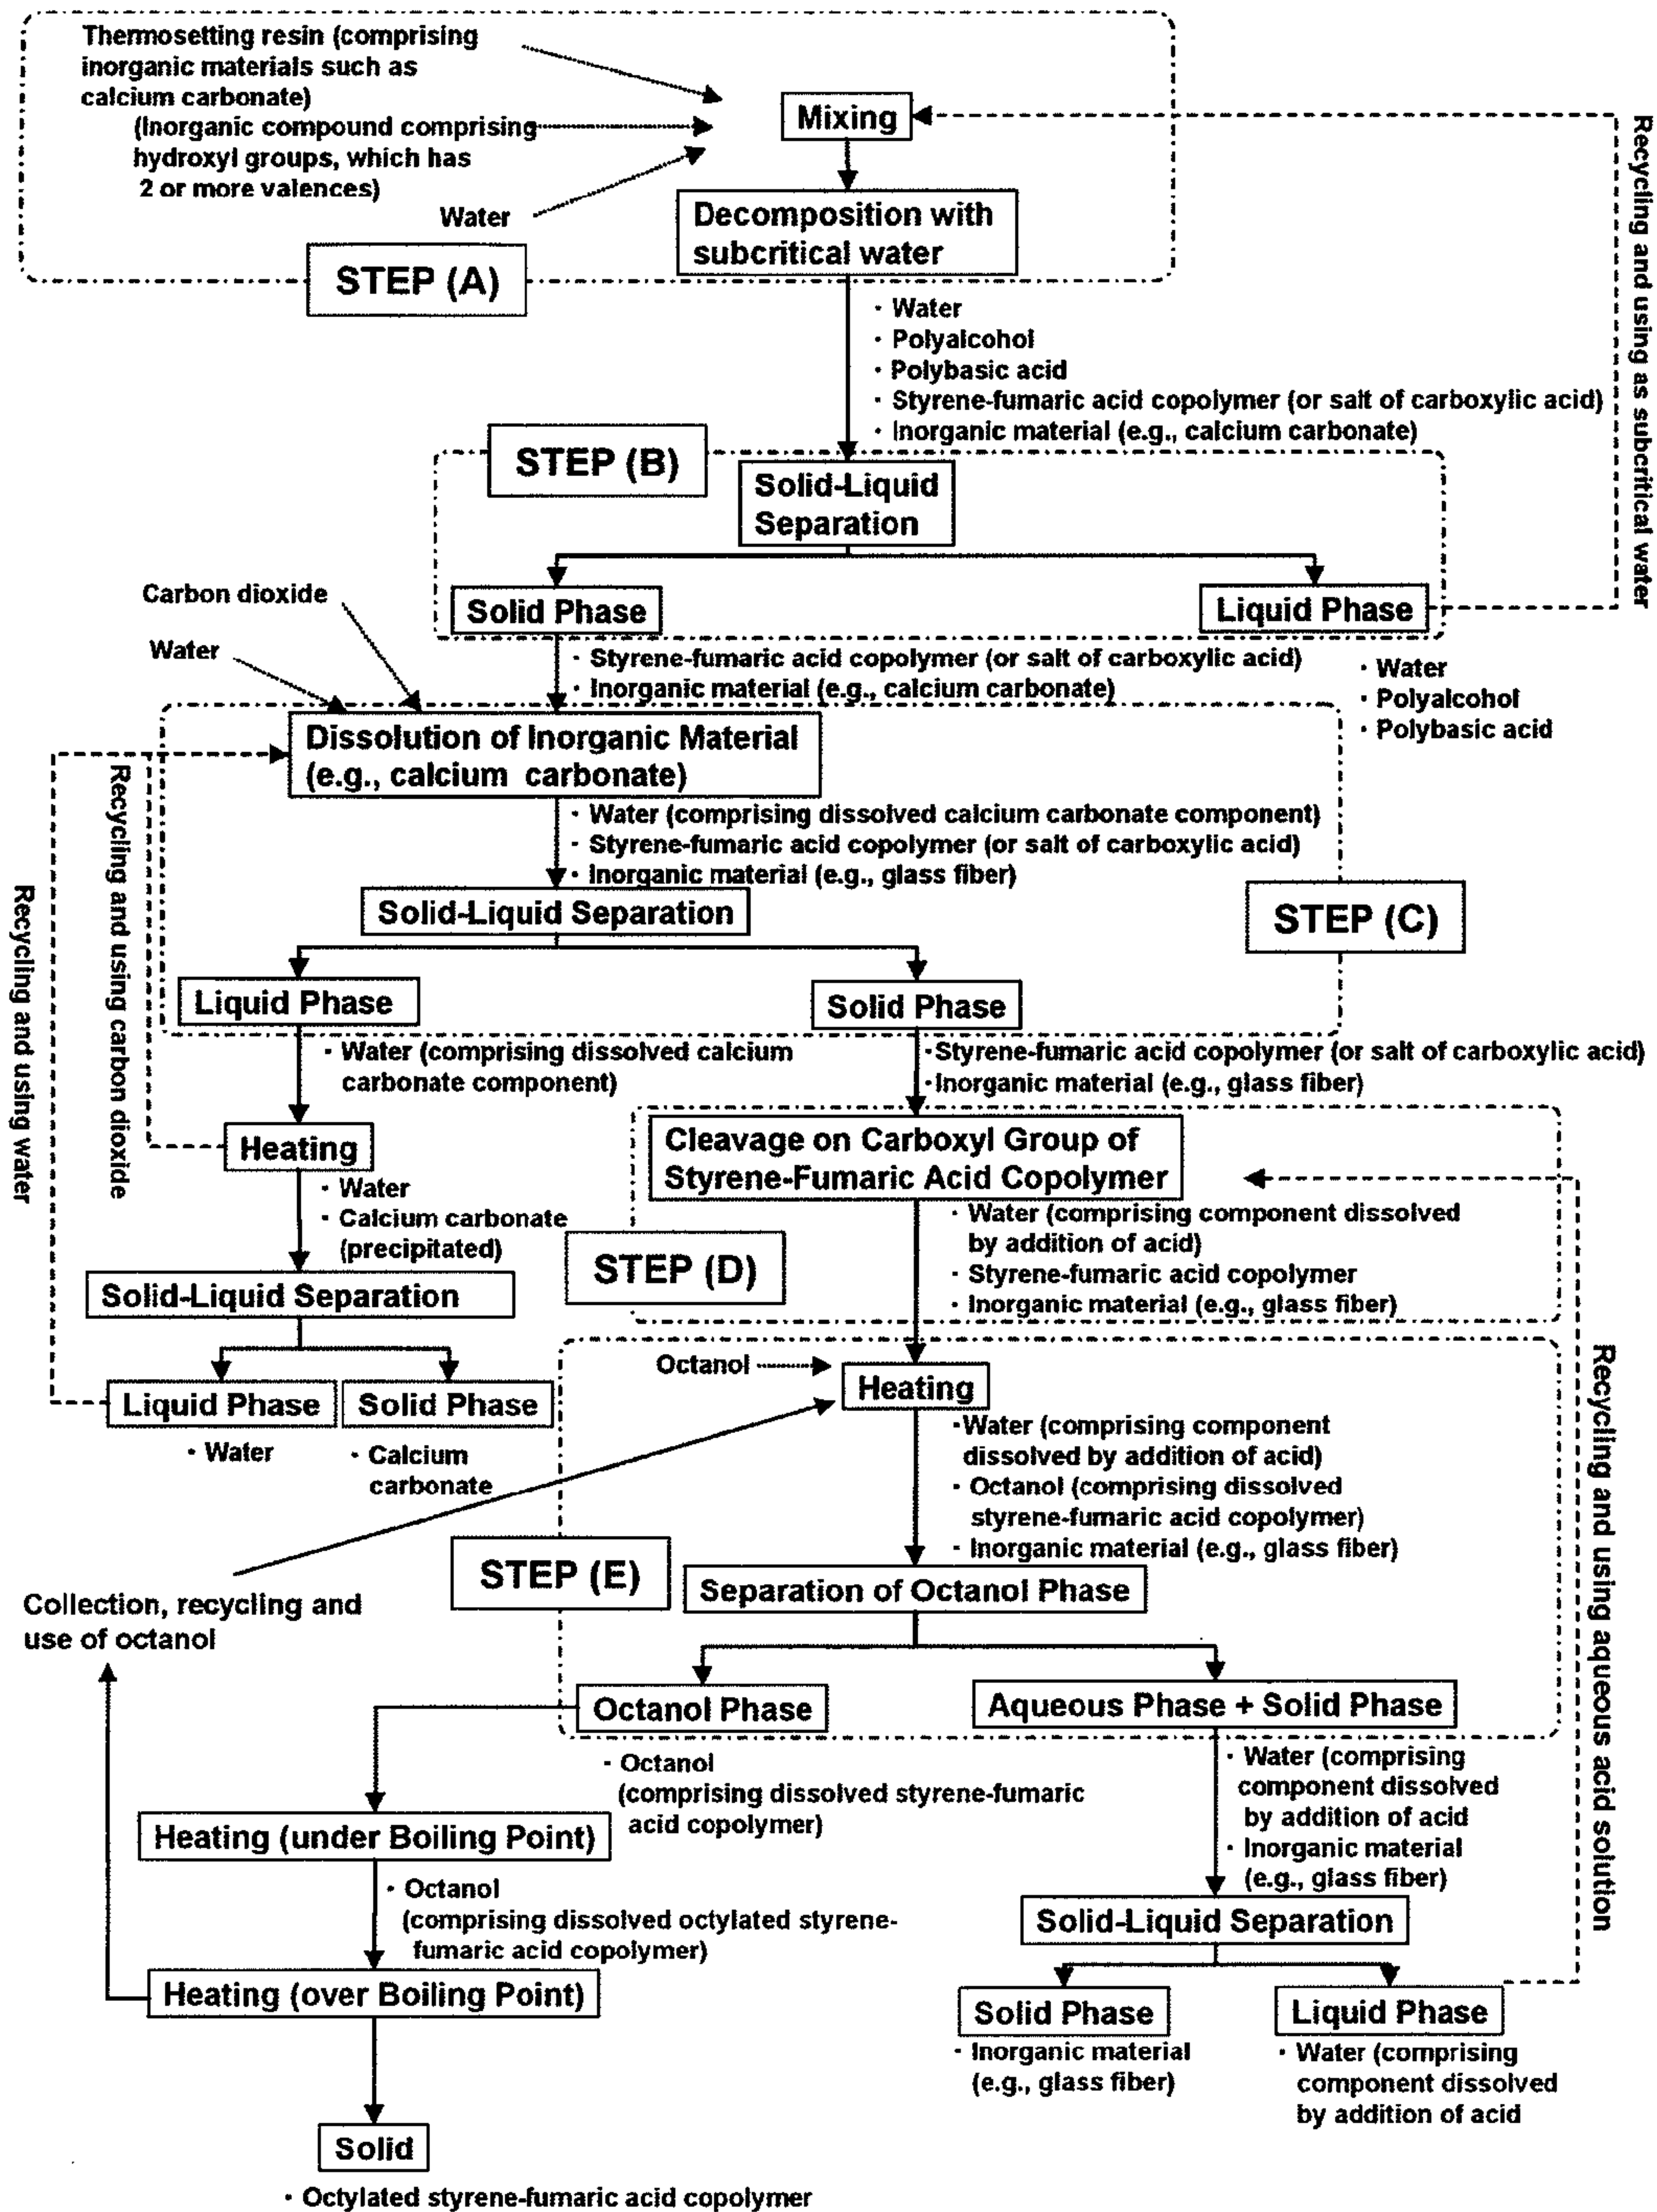 Thermosetting resin (comprising
inorganic materials such as
calcium carbonate)
(Inorganic compound comprising
hydroxyl groups, which has
2 or more valences)
Water
Mixing
Decomposition with
subcritical water
STEP (A)
Recycling and using as subcritical water
· Water
· Polyalcohol
· Polybasic acid
· Styrene-fumaric acid copolymer (or salt of carboxylic acid)
· Inorganic material (e.g., calcium carbonate)
STEP (B)
Solid-Liquid
Separation
Solid Phase
Liquid Phase
Carbon dioxide
Water
· Styrene-fumaric acid copolymer (or salt of carboxylic acid)
· Inorganic material (e.g., calcium carbonate)
· Water
· Polyalcohol
· Polybasic acid
Dissolution of Inorganic Material
(e.g., calcium carbonate)
Recycling and using water
Recycling and using carbon dioxide
· Water (comprising dissolved calcium carbonate component)
· Styrene-fumaric acid copolymer (or salt of carboxylic acid)
· Inorganic material (e.g., glass fiber)
Solid-Liquid Separation
STEP (C)
Liquid Phase
Solid Phase
· Water (comprising dissolved calcium
carbonate component)
·Styrene-fumaric acid copolymer (or salt of carboxylic acid)
·Inorganic material (e.g., glass fiber)
Heating
· Water
· Calcium carbonate
(precipitated)
Solid-Liquid Separation
Liquid Phase
Solid Phase
· Water
· Calcium
carbonate
Cleavage on Carboxyl Group of
Styrene-Fumaric Acid Copolymer
· Water (comprising component dissolved
by addition of acid)
· Styrene-fumaric acid copolymer
· Inorganic material (e.g., glass fiber)
STEP (D)
Octanol
Heating
Recycling and using aqueous acid solution
·Water (comprising component
dissolved by addition of acid)
· Octanol (comprising dissolved
styrene-fumaric acid copolymer)
· Inorganic material (e.g., glass fiber)
STEP (E)
Separation of Octanol Phase
Collection, recycling and
use of octanol
Octanol Phase
Aqueous Phase + Solid Phase
· Octanol
(comprising dissolved styrene-fumaric
acid copolymer)
· Water (comprising
component dissolved
by addition of acid
· Inorganic material
(e.g., glass fiber)
Heating (under Boiling Point)
· Octanol
(comprising dissolved octylated styrene-
fumaric acid copolymer)
Heating (over Boiling Point)
Solid-Liquid Separation
Solid Phase
Liquid Phase
· Inorganic material
(e.g., glass fiber)
· Water (comprising
component dissolved
by addition of acid
Solid
· Octylated styrene-fumaric acid copolymer